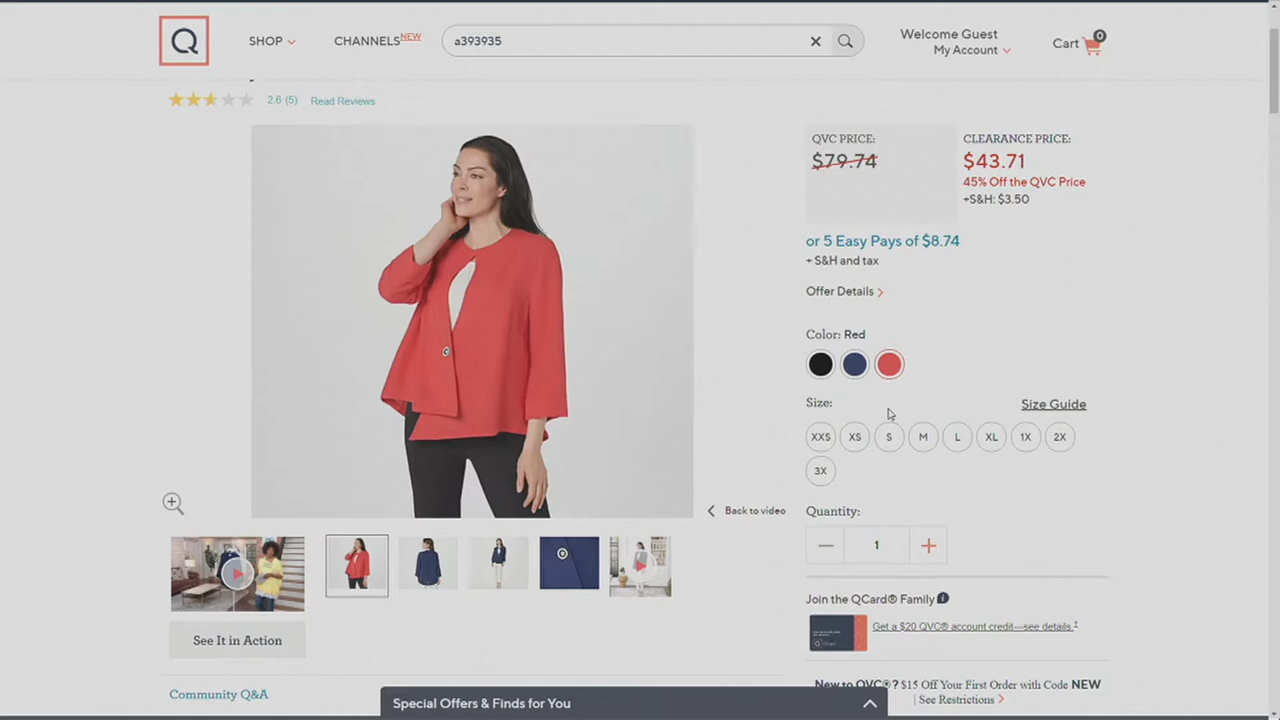 Q
SHOP
CHANNELS NEW
a393935
Welcome Guest
My Account
Cart 0
2.6 (5) Read Reviews
QVC PRICE:
$79.74
CLEARANCE PRICE:
$43.71
45% Off the QVC Price
+S&H: $3.50
or 5 Easy Pays of $8.74
+ S&H and tax
Offer Details
Color: Red
Size:
Size Guide
XXS XS S M L XL 1X 2X
3X
Back to video
Quantity:
1
See It in Action
Join the QCard® Family
Get a $20 QVC® account credit—see details.‡
Community Q&A
New to QVC®? $15 Off Your First Order with Code NEW
| See Restrictions
Special Offers & Finds for You